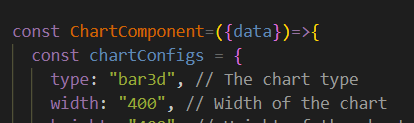 const ChartComponent=({data})=>{
const chartConfigs = {
type: "bar3d", // The chart type
width: "400", // Width of the chart